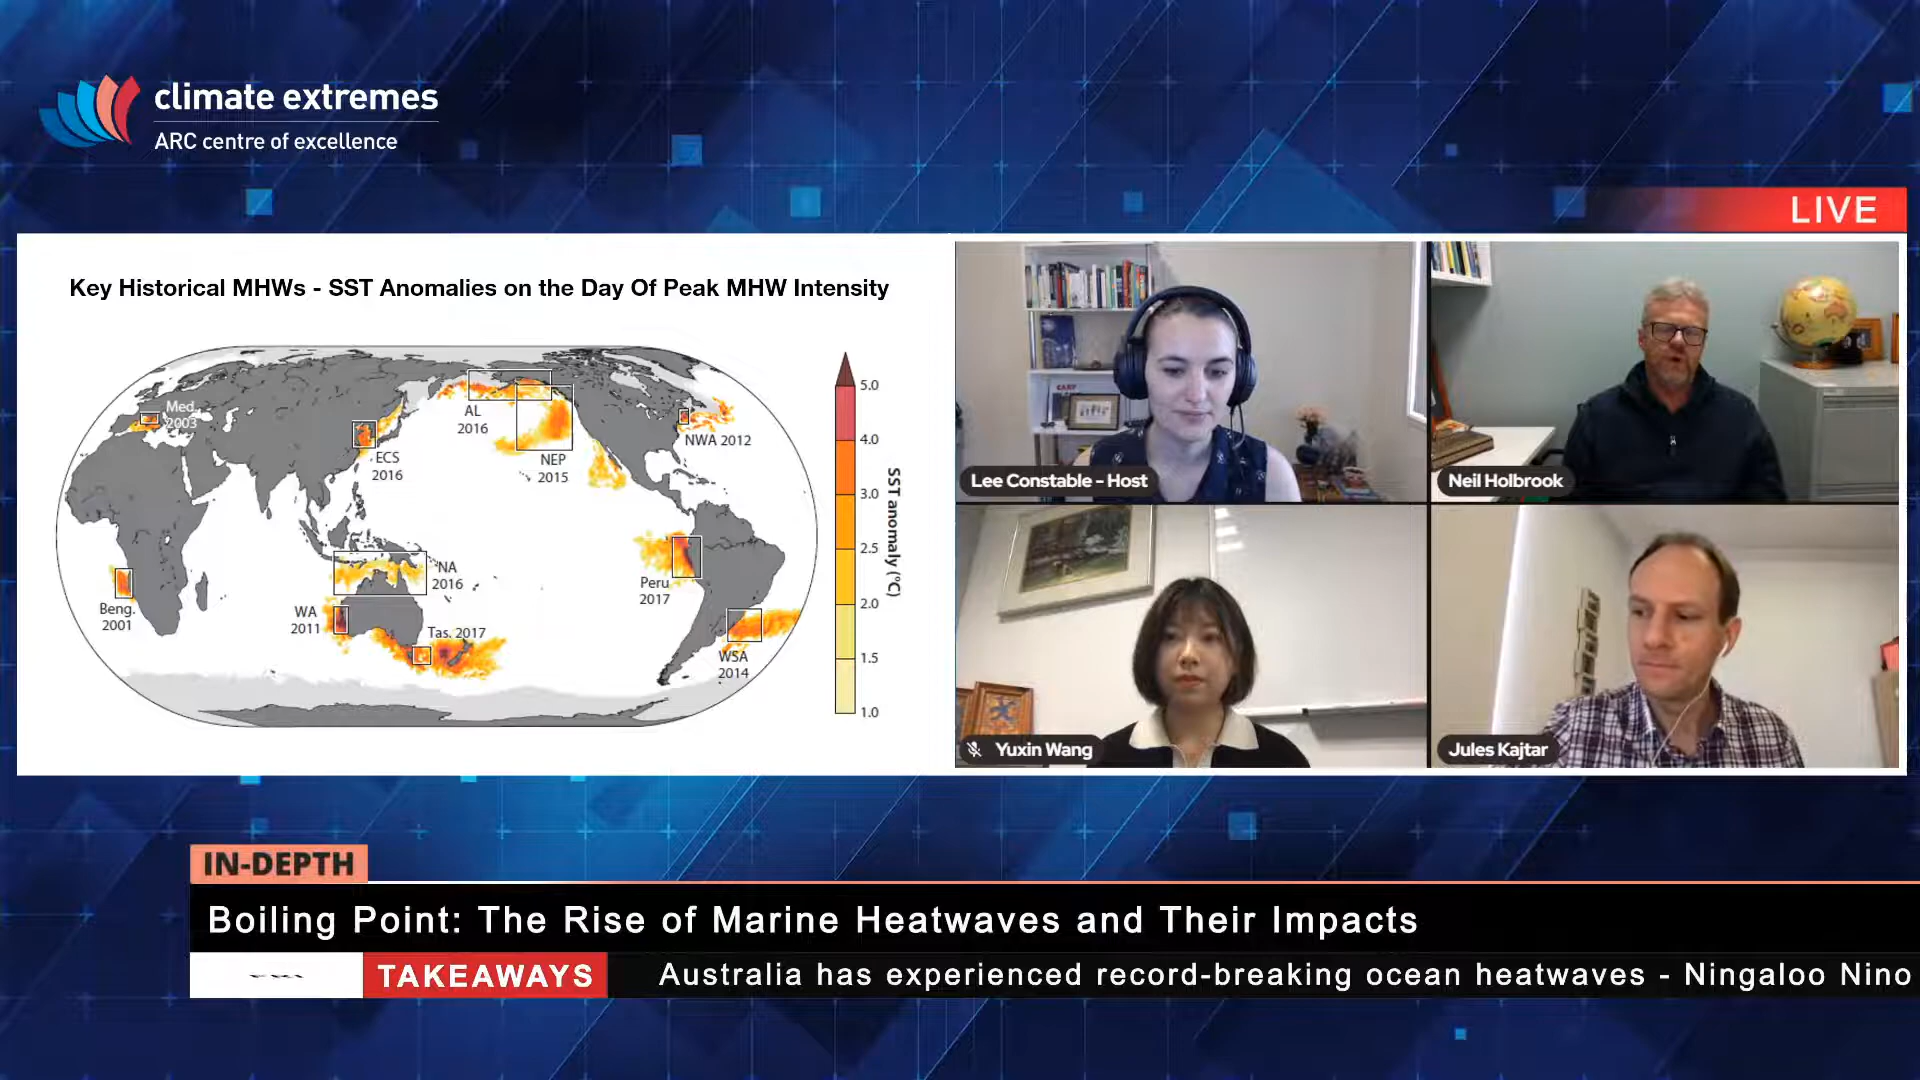 climate extremes
ARC centre of excellence
LIVE
Key Historical MHWs - SST Anomalies on the Day Of Peak MHW Intensity
Med.
2003
ECS
2016
AL
2016
NEP
2015
NWA 2012
NA
2016
WA
2011
Tas. 2017
Beng.
2001
Peru
2017
WSA
2014
5.0
4.0
3.0
2.5
2.0
1.5
1.0
SST anomaly (°C)
Lee Constable - Host
Neil Holbrook
Yuxin Wang
Jules Kajtar
IN-DEPTH
Boiling Point: The Rise of Marine Heatwaves and Their Impacts
TAKEAWAYS
Australia has experienced record-breaking ocean heatwaves - Ningaloo Nino